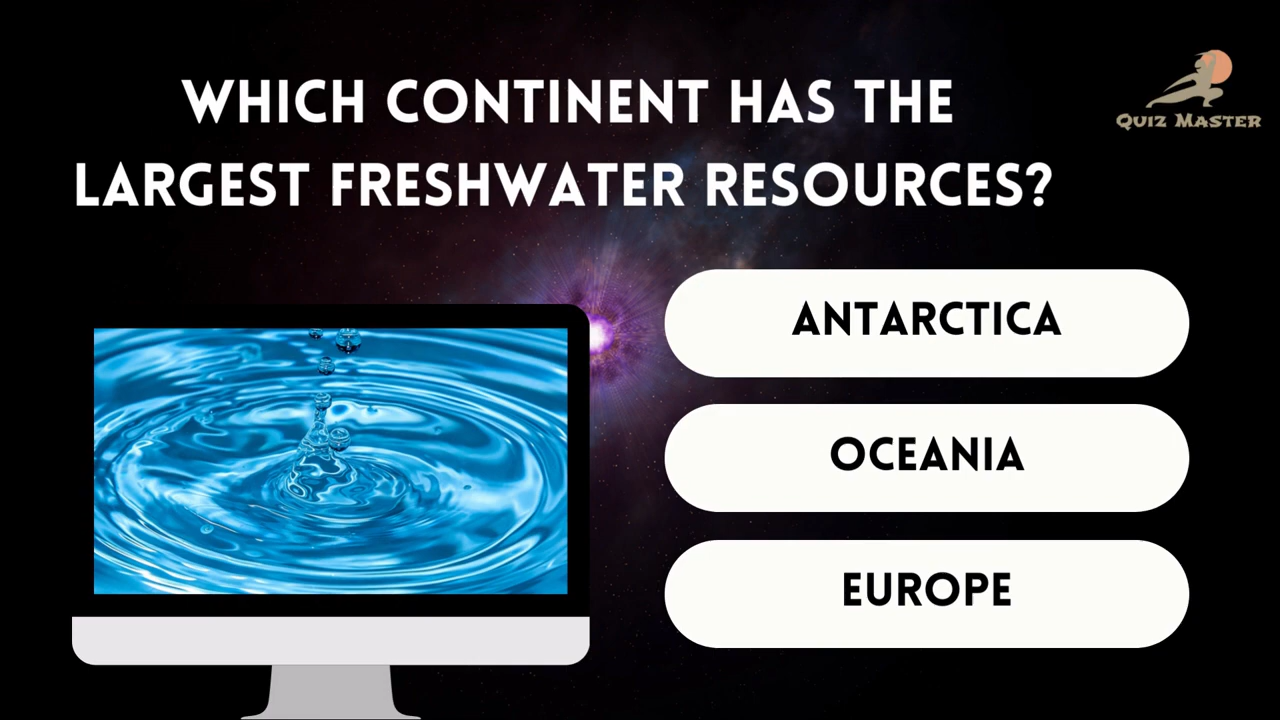 WHICH CONTINENT HAS THE
LARGEST FRESHWATER RESOURCES?
QUIZ MASTER
ANTARCTICA
OCEANIA
EUROPE